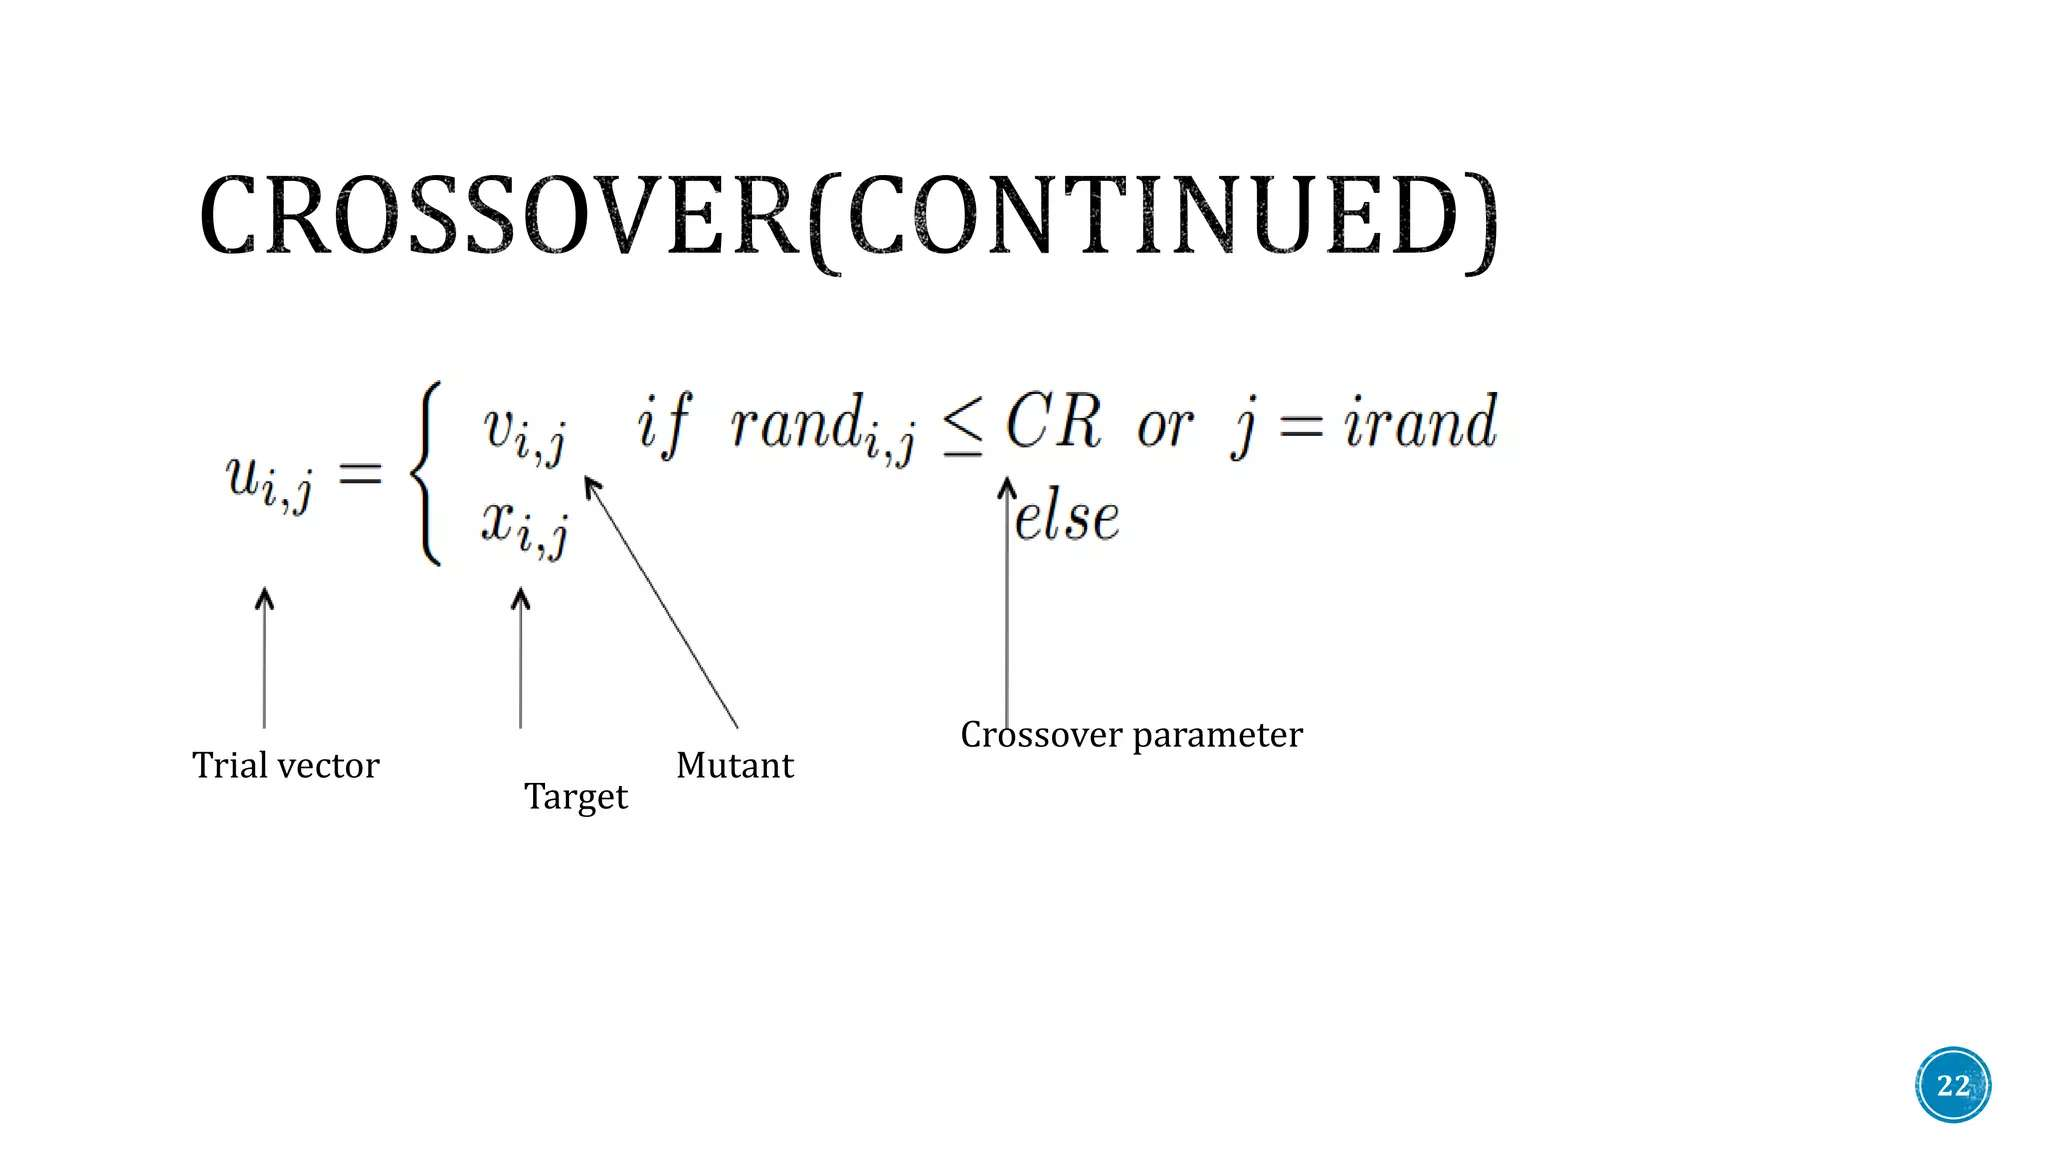 CROSSOVER(CONTINUED)
u_{i,j} = { v_{i,j} if rand_{i,j} ≤ CR or j = irand
x_{i,j} else
Crossover parameter
Trial vector
Mutant
Target
22